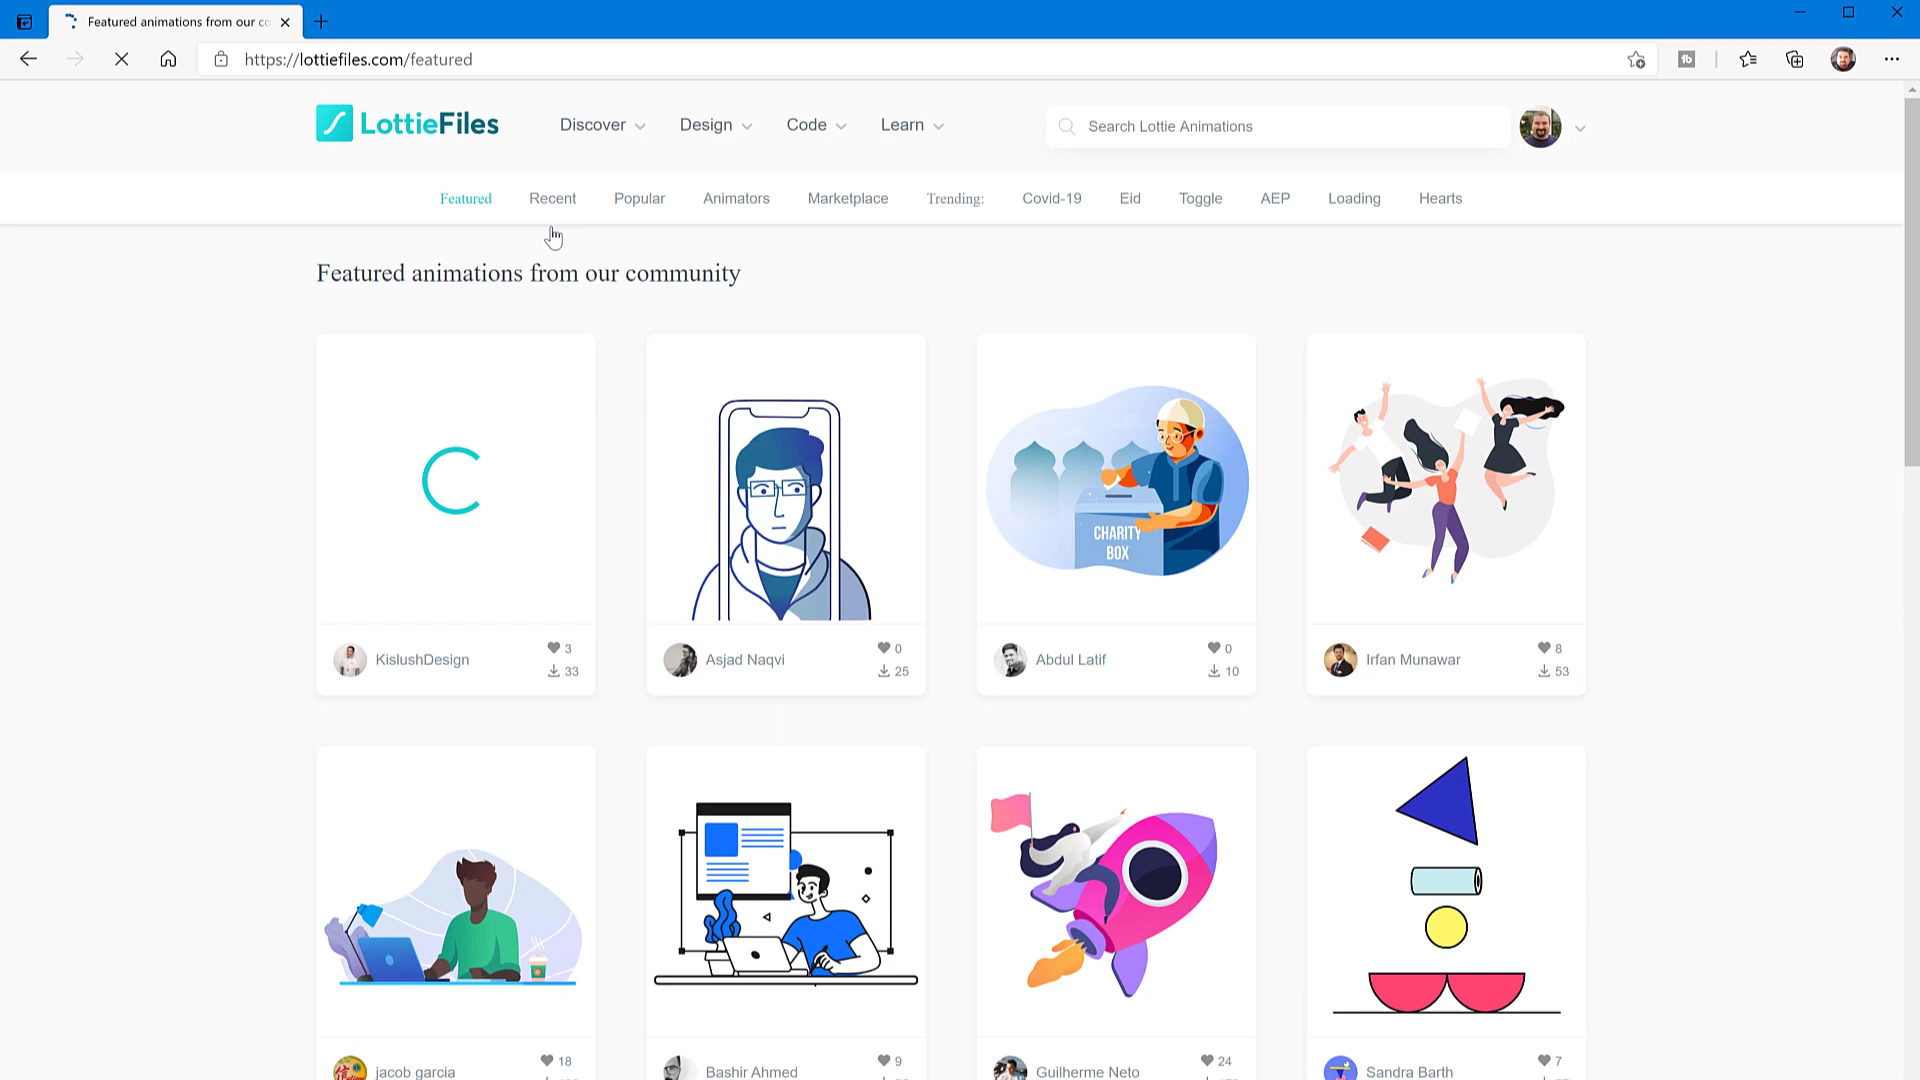 Featured animations from our co
https://lottiefiles.com/featured
LottieFiles
Discover
Design
Code
Learn
Search Lottie Animations
Featured
Recent
Popular
Animators
Marketplace
Trending:
Covid-19
Eid
Toggle
AEP
Loading
Hearts
Featured animations from our community
CHARITY
BOX
KislushDesign
3
33
Asjad Naqvi
0
25
Abdul Latif
0
10
Irfan Munawar
8
53
jacob garcia
18
Bashir Ahmed
9
Guilherme Neto
24
Sandra Barth
7